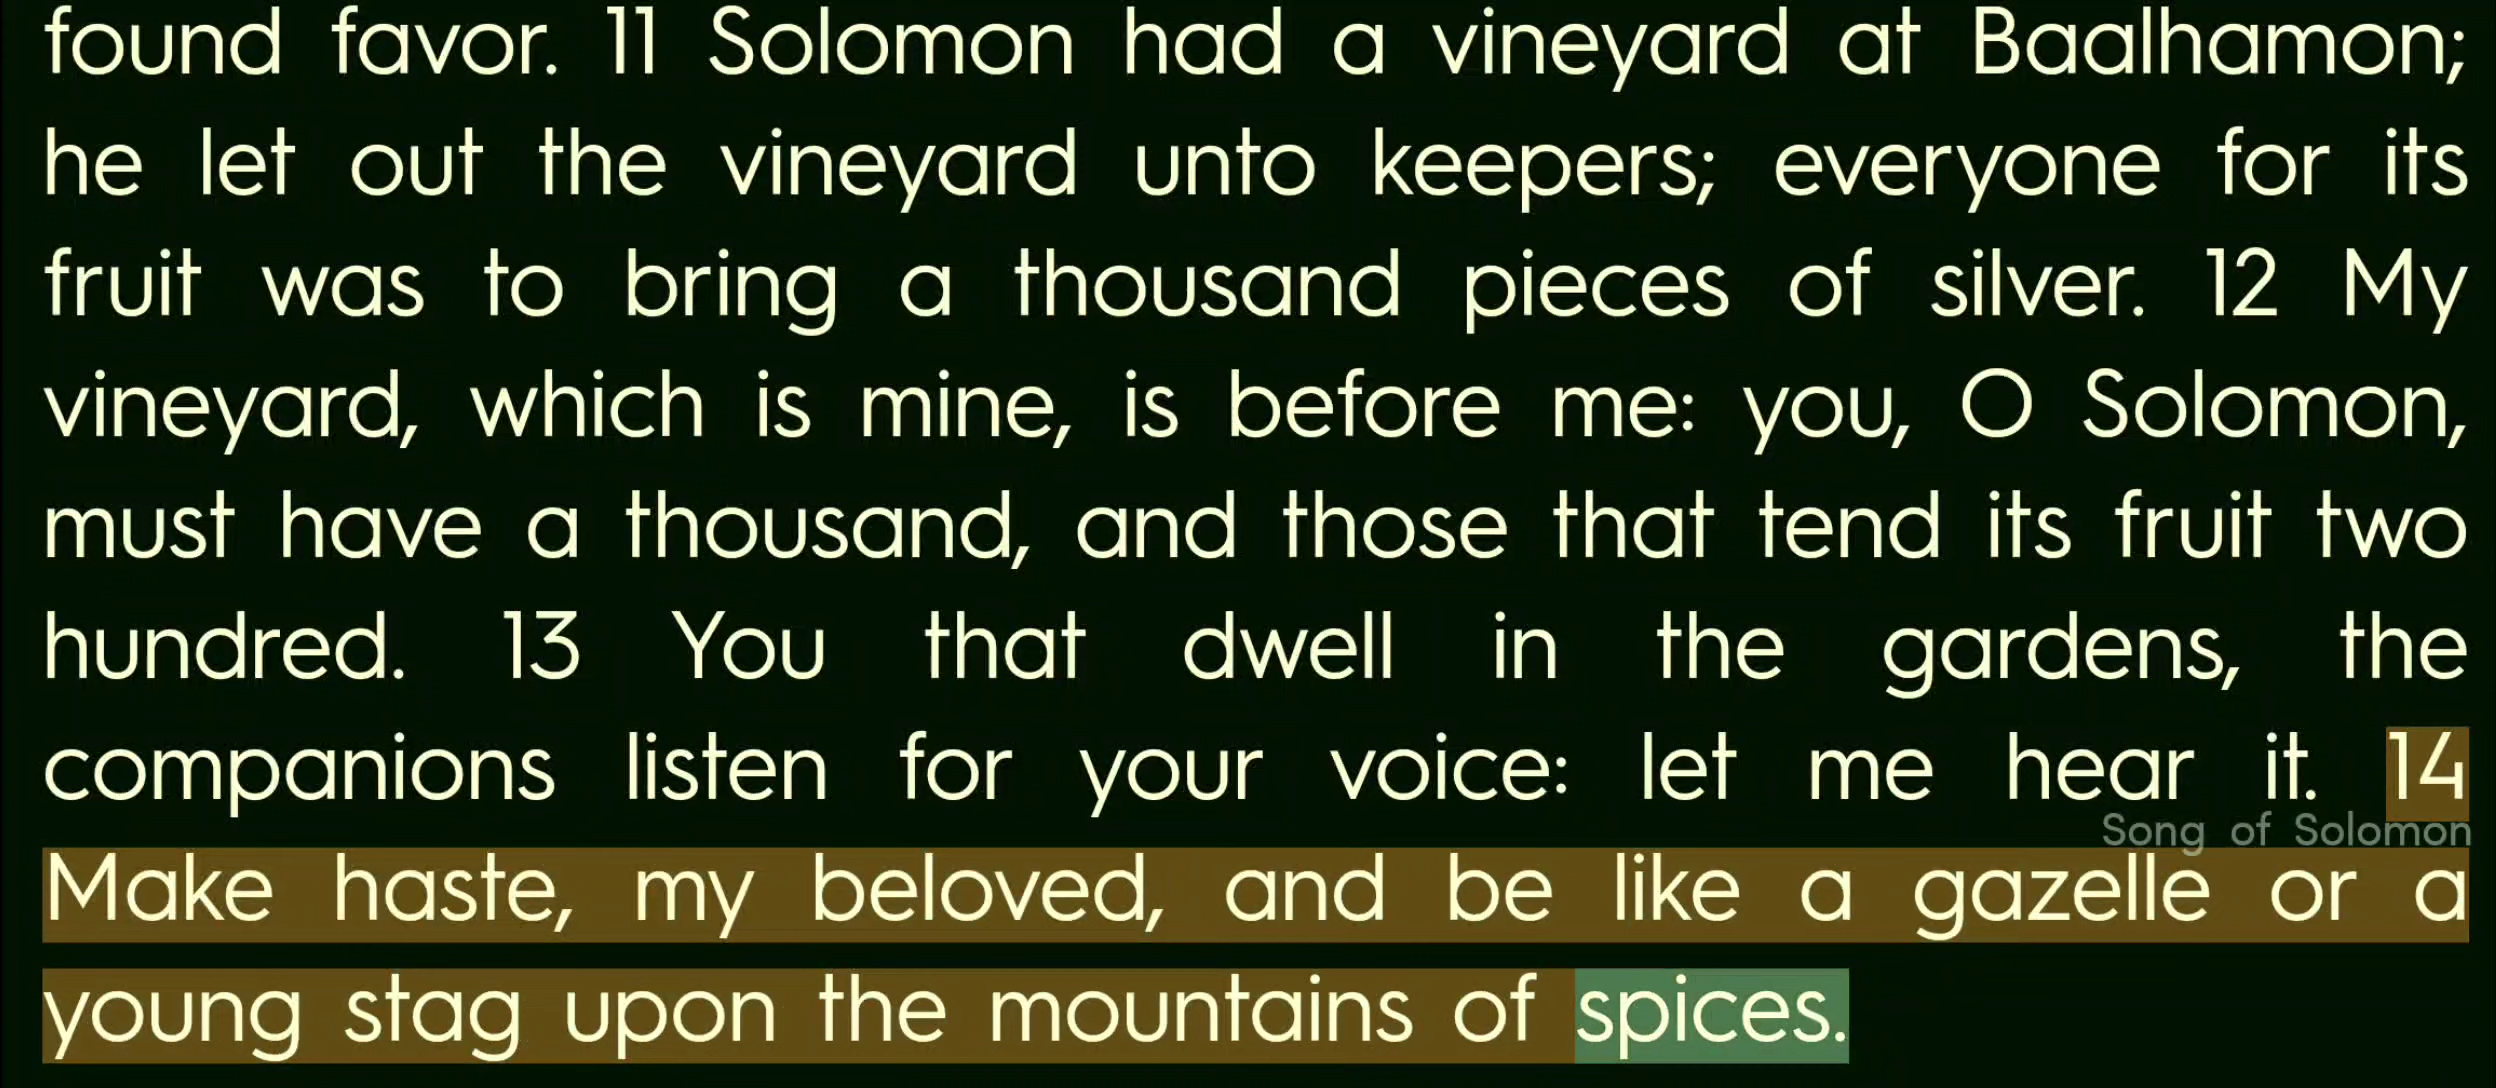 found favor. 11 Solomon had a vineyard at Baalhamon;
he let out the vineyard unto keepers; everyone for its
fruit was to bring a thousand pieces of silver. 12 My
vineyard, which is mine, is before me: you, O Solomon,
must have a thousand, and those that tend its fruit two
hundred. 13 You that dwell in the gardens, the
companions listen for your voice: let me hear it. 14
Song of Solomon
Make haste, my beloved, and be like a gazelle or a
young stag upon the mountains of spices.